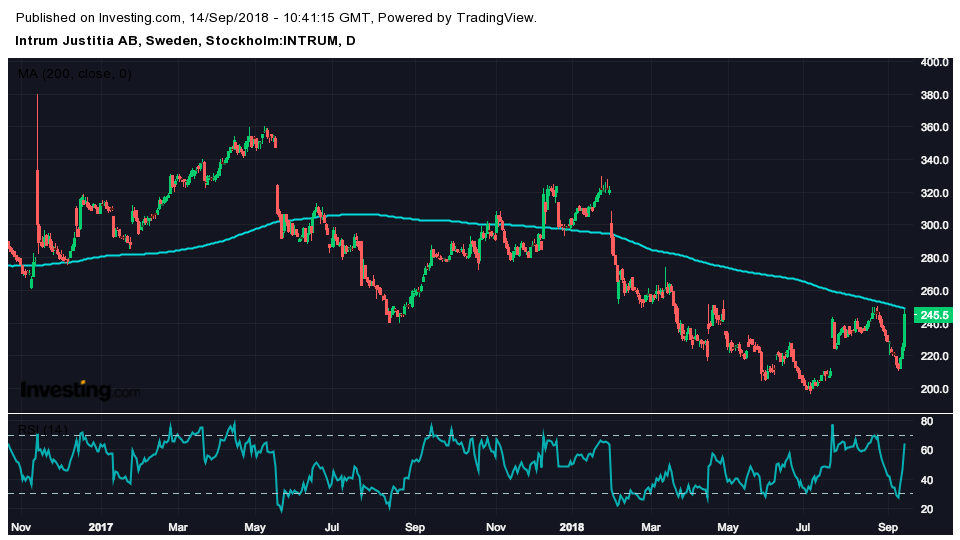 Published on Investing.com, 14/Sep/2018 - 10:41:15 GMT, Powered by TradingView.
Intrum Justitia AB, Sweden, Stockholm:INTRUM, D
MA (200, close, 0)
400.0
380.0
360.0
340.0
320.0
300.0
280.0
260.0
245.5
240.0
220.0
200.0
Investing.com
RSI (14)
80
60
40
20
Nov 2017 Mar May Jul Sep Nov 2018 Mar May Jul Sep